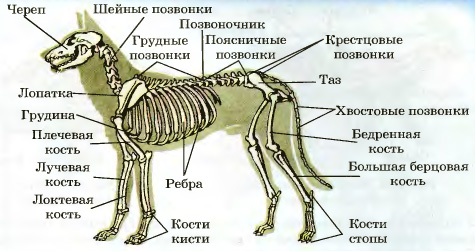 Череп
Шейные позвонки
Позвоночник
Грудные
позвонки
Поясничные
позвонки
Крестцовые
позвонки
Таз
Лопатка
Хвостовые позвонки
Грудина
Плечевая
кость
Бедренная
кость
Лучевая
кость
Большая берцовая
кость
Ребра
Локтевая
кость
Кости
кисти
Кости
стопы